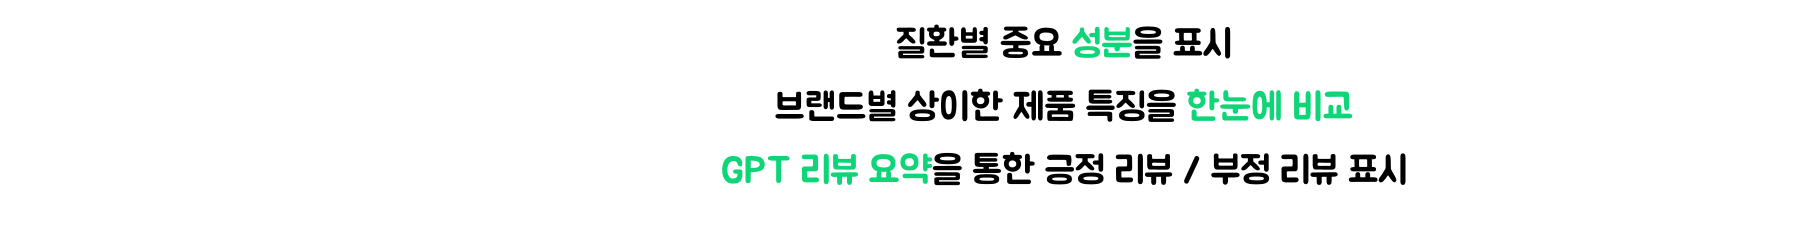 질환별 중요 성분을 표시
브랜드별 상이한 제품 특징을 한눈에 비교
GPT 리뷰 요약을 통한 긍정 리뷰 / 부정 리뷰 표시